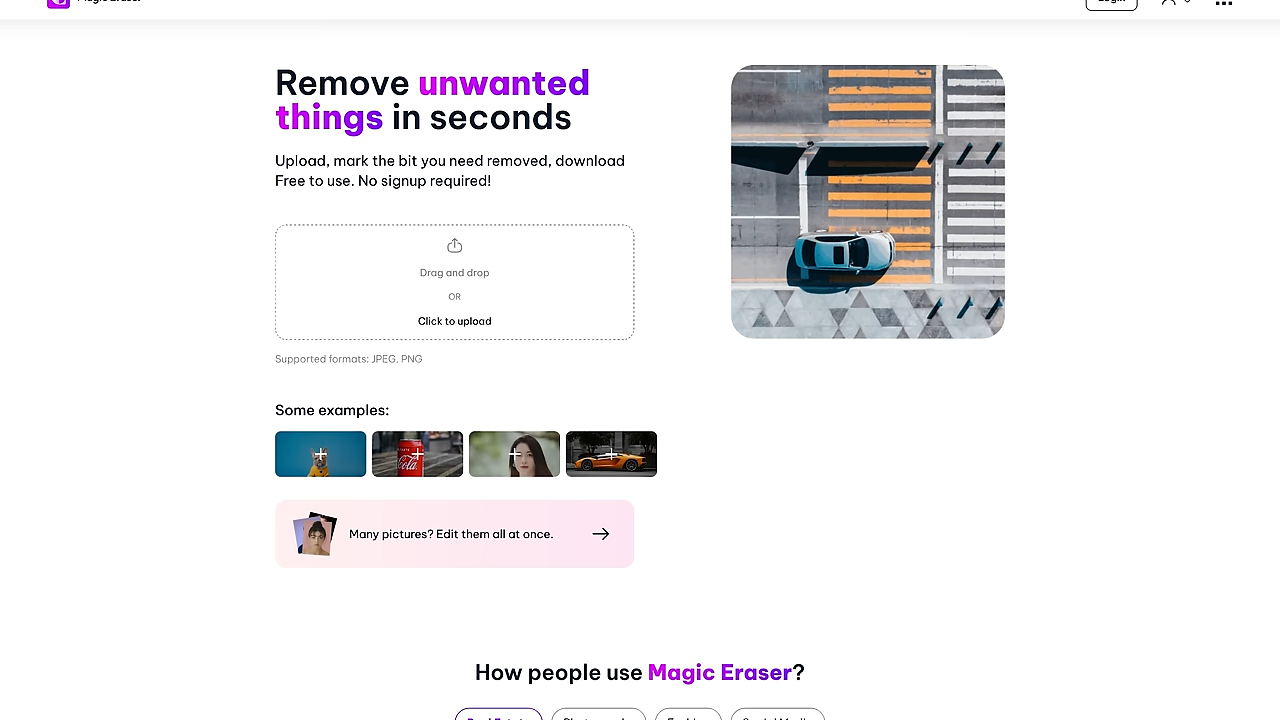 Magic Eraser
Login
Remove unwanted
things in seconds
Upload, mark the bit you need removed, download
Free to use. No signup required!
Drag and drop
OR
Click to upload
Supported formats: JPEG, PNG
Some examples:
Coca-Cola
Many pictures? Edit them all at once.
How people use Magic Eraser?
Real Estate
Photography
Fashion
Social Media